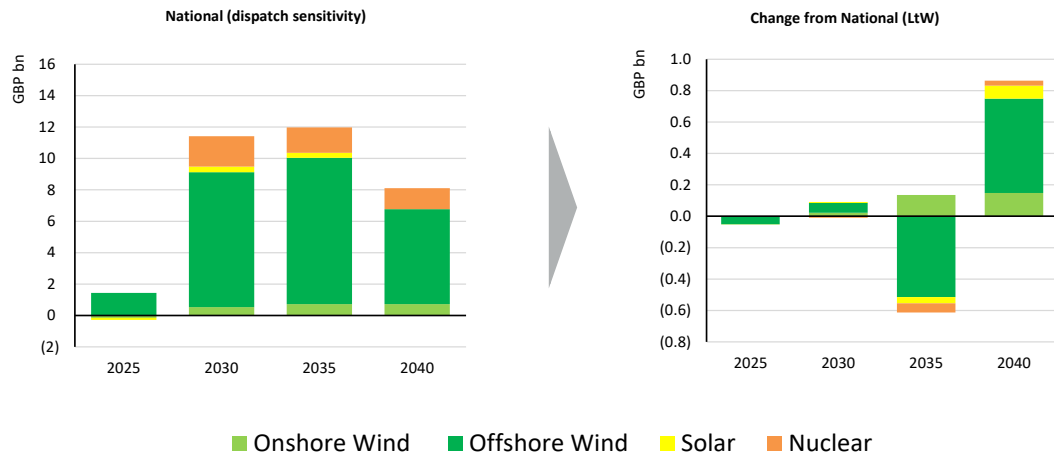 National (dispatch sensitivity)
GBP bn
16
14
12
10
8
6
4
2
0
(2)
2025 2030 2035 2040
Change from National (LtW)
GBP bn
1.0
0.8
0.6
0.4
0.2
0.0
(0.2)
(0.4)
(0.6)
(0.8)
2025 2030 2035 2040
Onshore Wind Offshore Wind Solar Nuclear